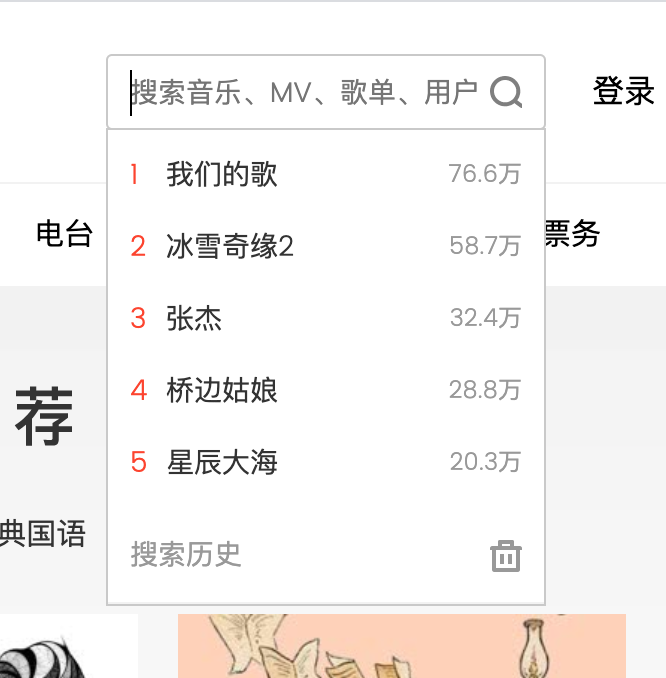 搜索音乐、MV、歌单、用户
登录
1 我们的歌 76.6万
电台
票务
2 冰雪奇缘2 58.7万
3 张杰 32.4万
4 桥边姑娘 28.8万
荐
5 星辰大海 20.3万
典国语
搜索历史